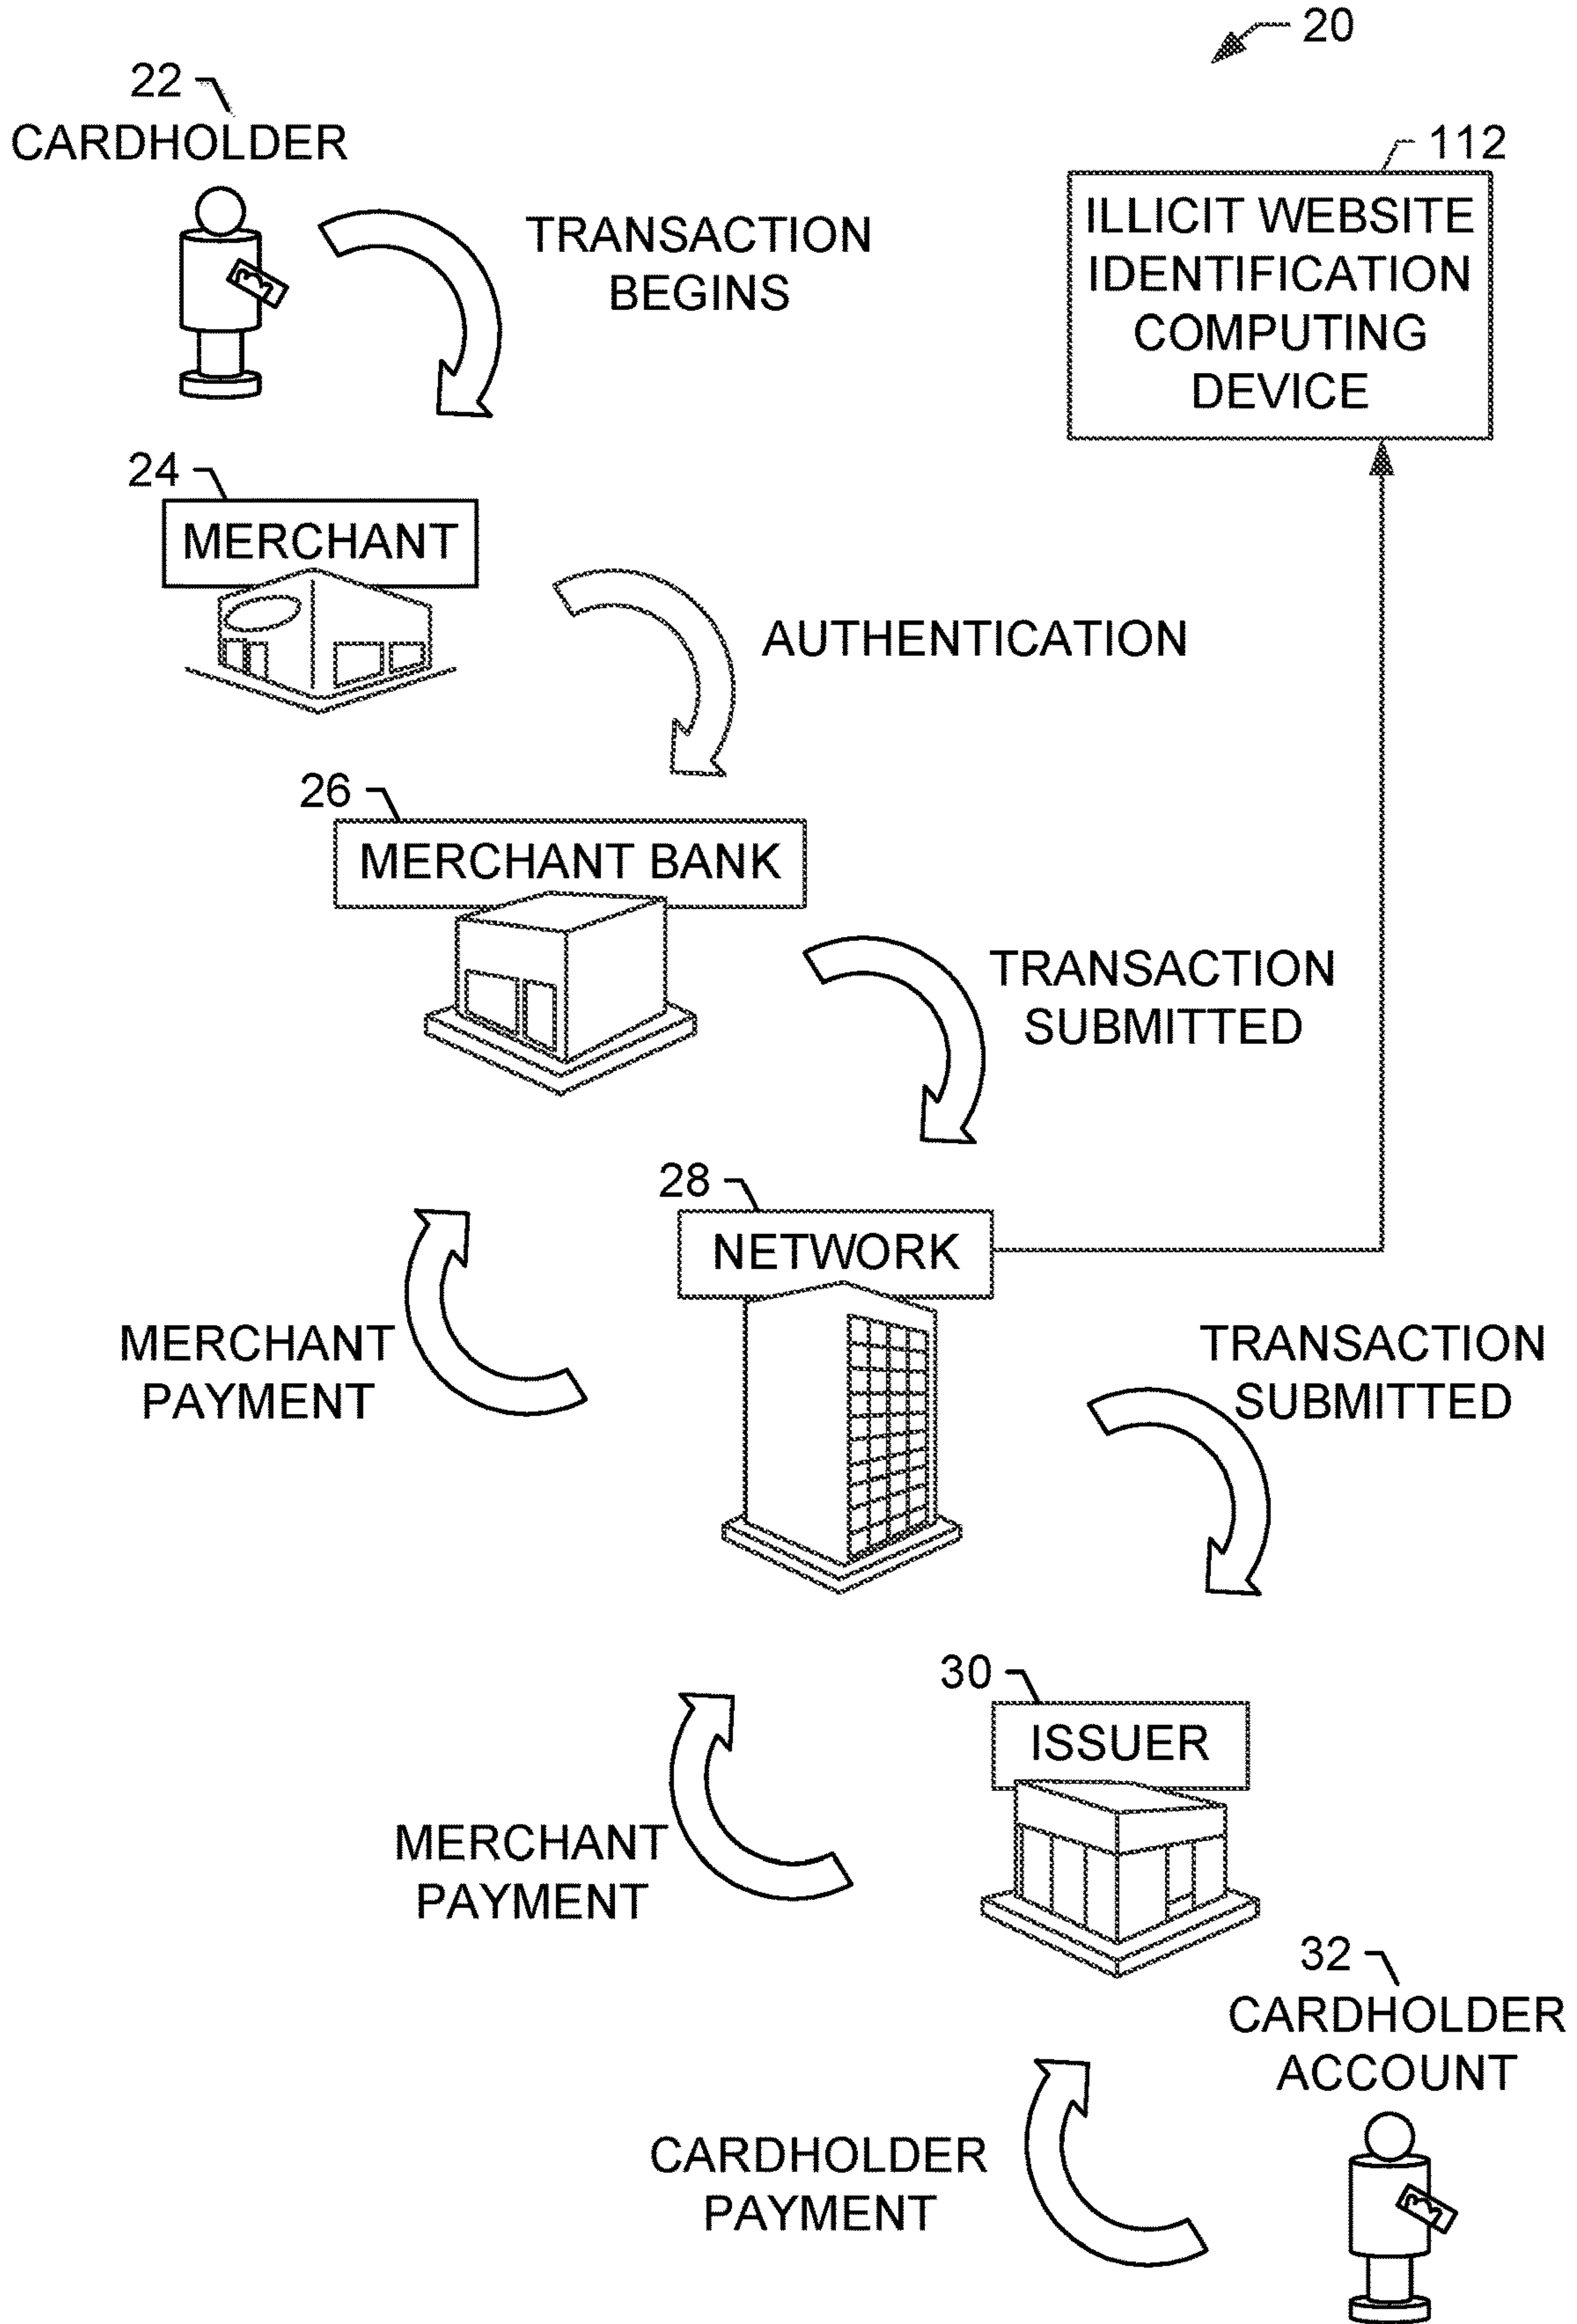 20
22
CARDHOLDER
112
ILLICIT WEBSITE
IDENTIFICATION
COMPUTING
DEVICE
TRANSACTION
BEGINS
24
MERCHANT
AUTHENTICATION
26
MERCHANT BANK
TRANSACTION
SUBMITTED
28
NETWORK
MERCHANT
PAYMENT
TRANSACTION
SUBMITTED
30
ISSUER
MERCHANT
PAYMENT
32
CARDHOLDER
ACCOUNT
CARDHOLDER
PAYMENT